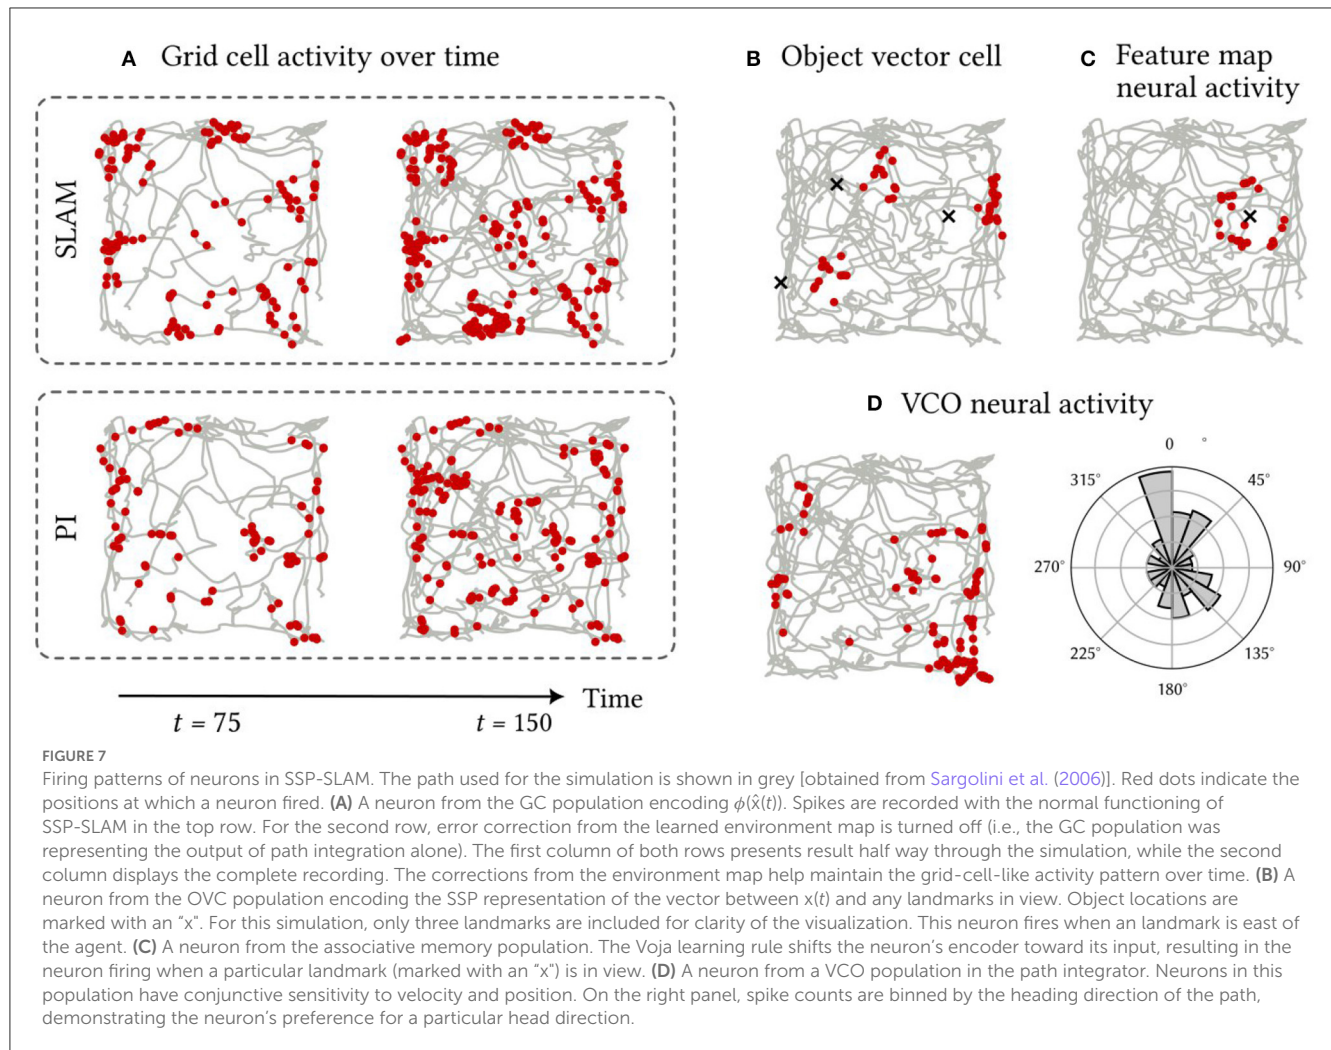 A Grid cell activity over time
B Object vector cell
C Feature map
neural activity
SLAM
PI
D VCO neural activity
0 °
315°
45°
270°
90°
225°
135°
180°
Time
t = 75
t = 150
FIGURE 7
Firing patterns of neurons in SSP-SLAM. The path used for the simulation is shown in grey [obtained from Sargolini et al. (2006)]. Red dots indicate the
positions at which a neuron fired. (A) A neuron from the GC population encoding ϕ(x̂(t)). Spikes are recorded with the normal functioning of
SSP-SLAM in the top row. For the second row, error correction from the learned environment map is turned off (i.e., the GC population was
representing the output of path integration alone). The first column of both rows presents result half way through the simulation, while the second
column displays the complete recording. The corrections from the environment map help maintain the grid-cell-like activity pattern over time. (B) A
neuron from the OVC population encoding the SSP representation of the vector between x(t) and any landmarks in view. Object locations are
marked with an "x". For this simulation, only three landmarks are included for clarity of the visualization. This neuron fires when an landmark is east of
the agent. (C) A neuron from the associative memory population. The Voja learning rule shifts the neuron's encoder toward its input, resulting in the
neuron firing when a particular landmark (marked with an "x") is in view. (D) A neuron from a VCO population in the path integrator. Neurons in this
population have conjunctive sensitivity to velocity and position. On the right panel, spike counts are binned by the heading direction of the path,
demonstrating the neuron's preference for a particular head direction.